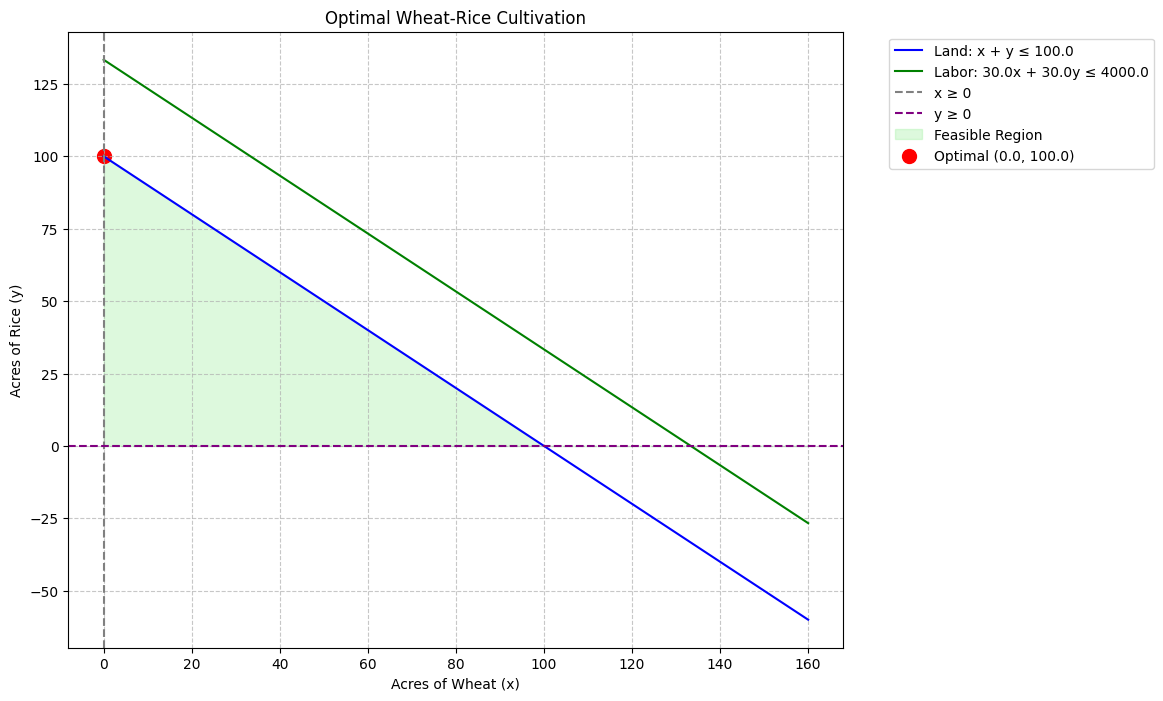 Optimal Wheat-Rice Cultivation
Land: x + y ≤ 100.0
Labor: 30.0x + 30.0y ≤ 4000.0
x ≥ 0
y ≥ 0
Feasible Region
Optimal (0.0, 100.0)
Acres of Rice (y)
125
100
75
50
25
0
−25
−50
0 20 40 60 80 100 120 140 160
Acres of Wheat (x)